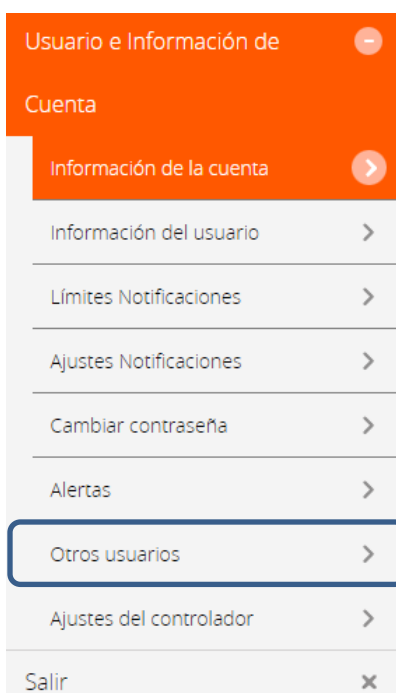 Usuario e Información de
Cuenta
Información de la cuenta
Información del usuario
Límites Notificaciones
Ajustes Notificaciones
Cambiar contraseña
Alertas
Otros usuarios
Ajustes del controlador
Salir